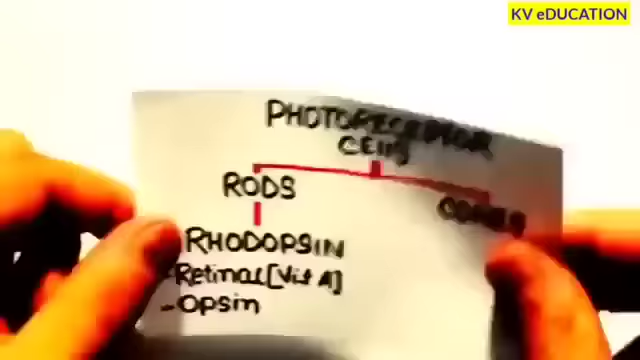 KV eDUCATION
PHOTORECEPTOR
CEllS
RODS CONES
RHODOPSIN
-Retinal[Vit A]
-Opsin